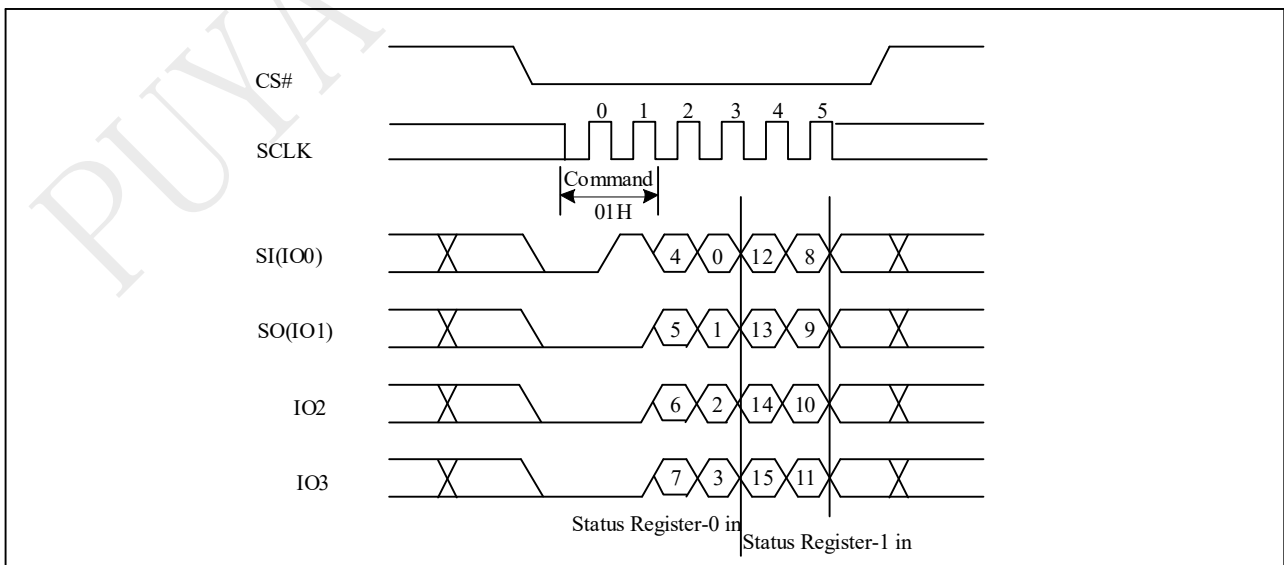 PUYA
CS#
0 1 2 3 4 5
SCLK
Command
01H
SI(IO0) 4 0 12 8
SO(IO1) 5 1 13 9
IO2 6 2 14 10
IO3 7 3 15 11
Status Register-0 in
Status Register-1 in